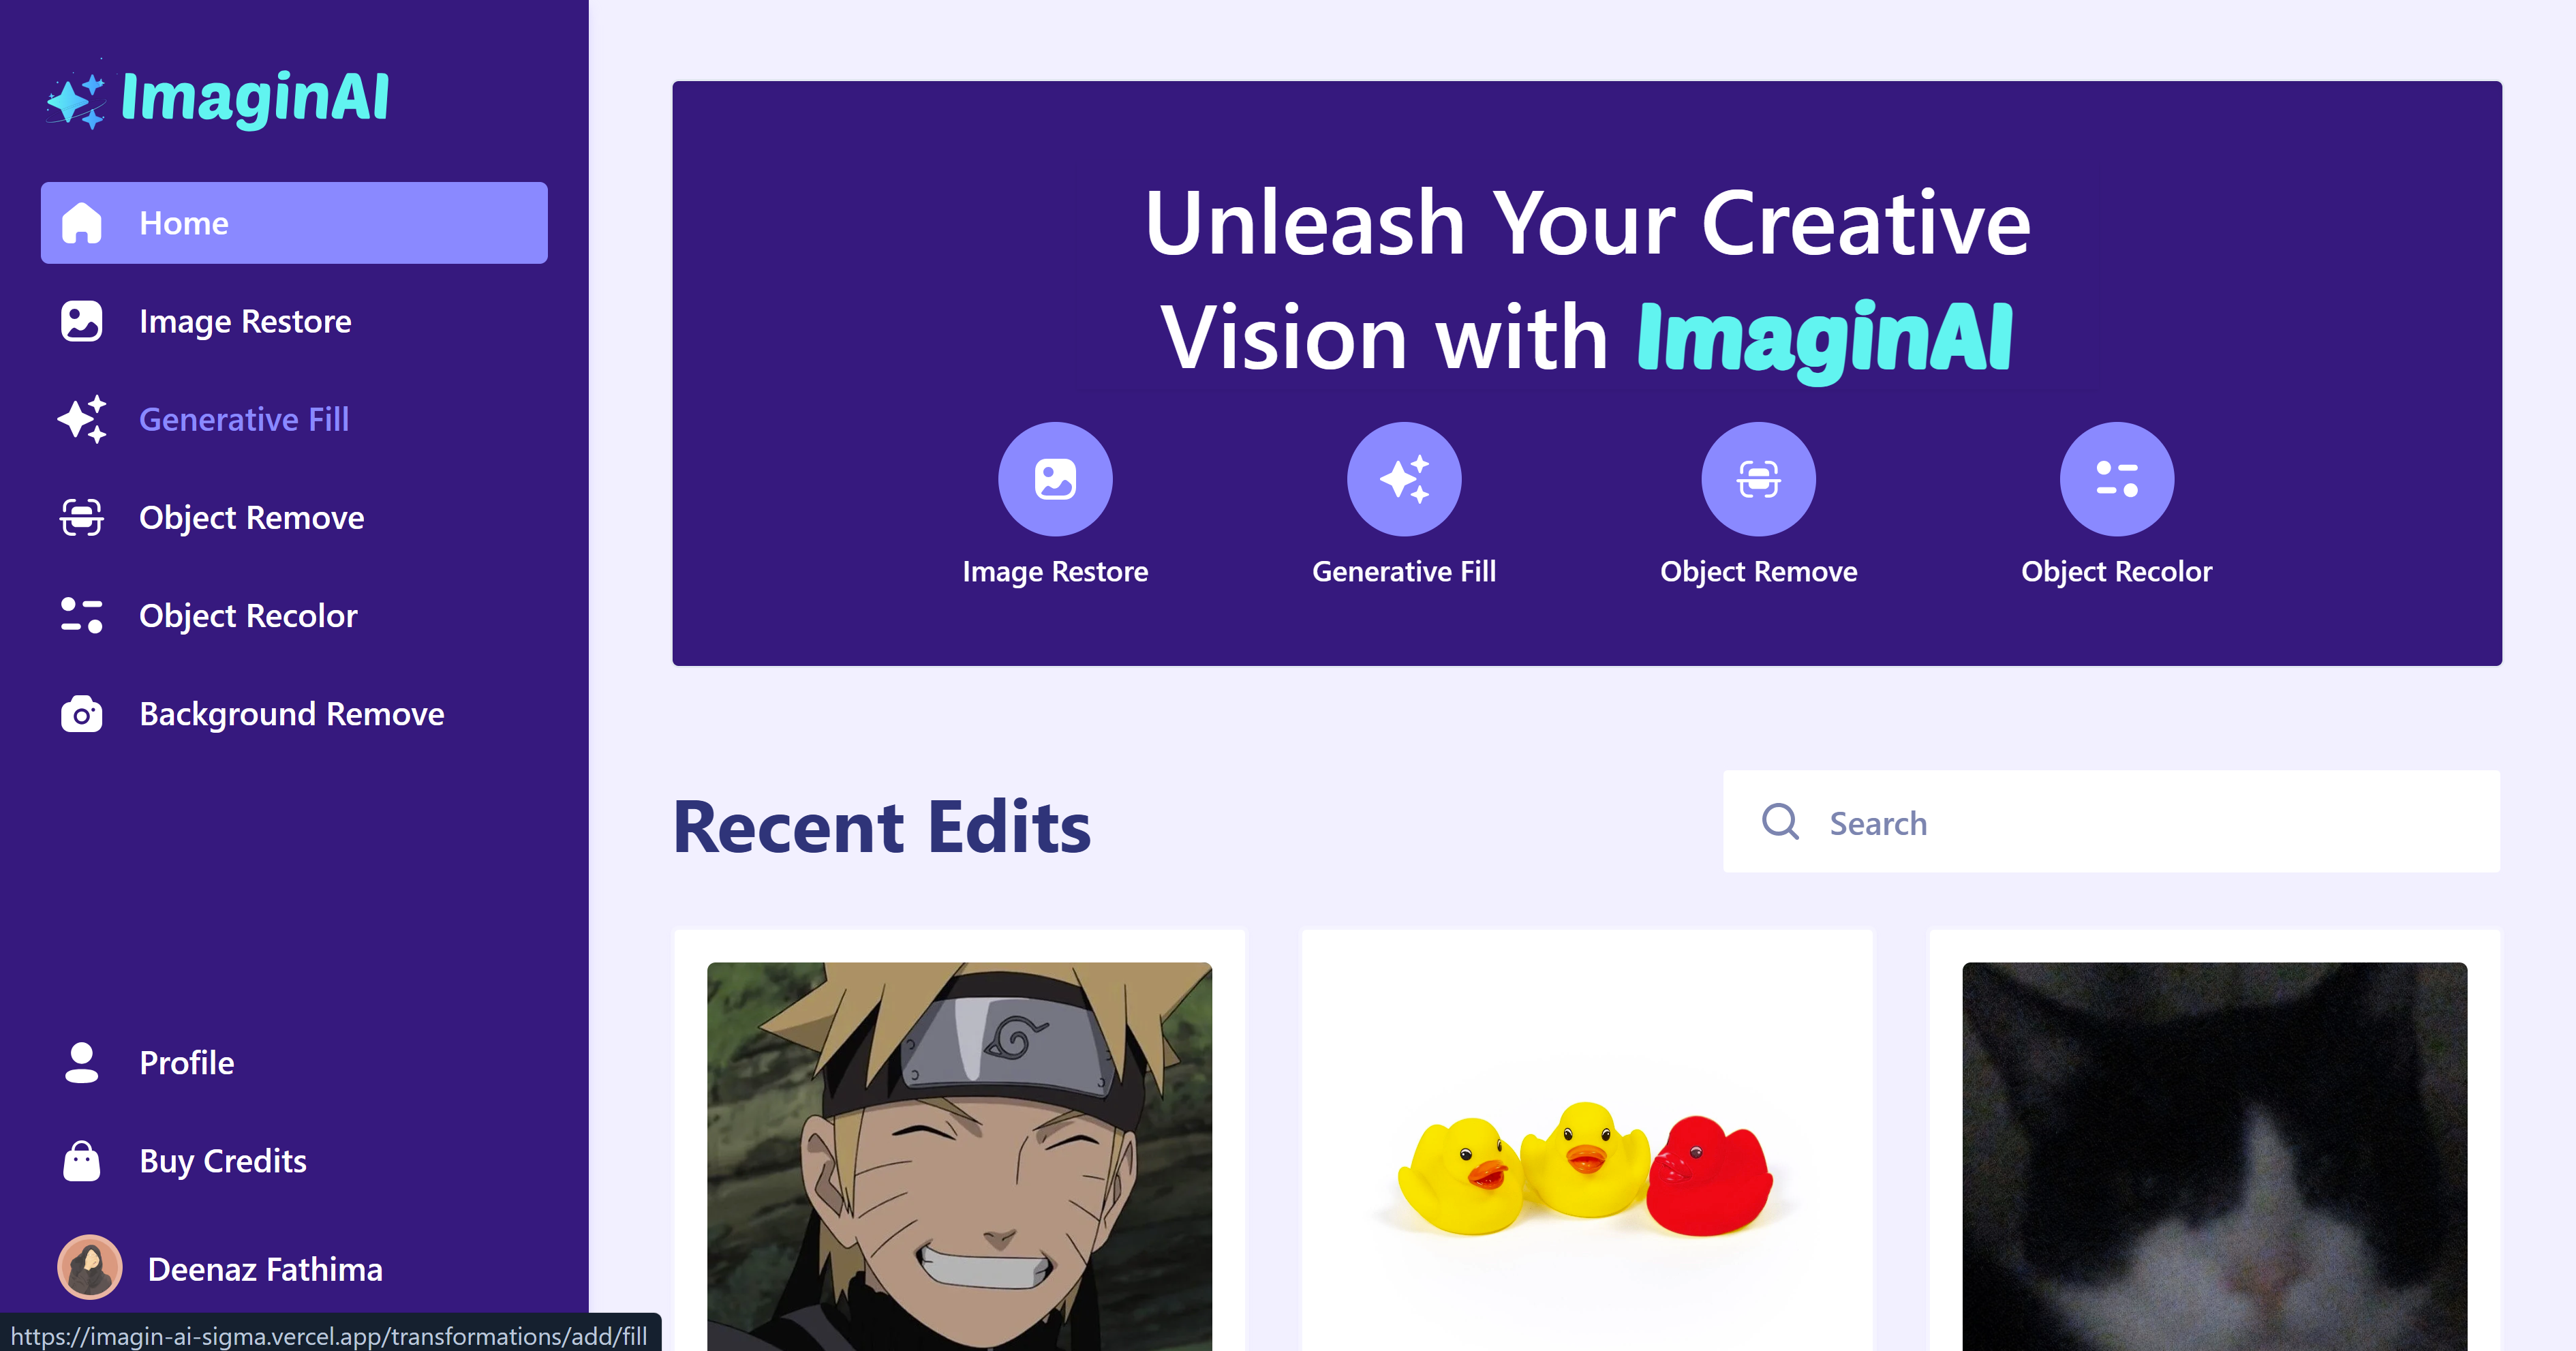 ImaginAI
Home
Image Restore
Generative Fill
Object Remove
Object Recolor
Background Remove
Profile
Buy Credits
Deenaz Fathima
https://imagin-ai-sigma.vercel.app/transformations/add/fill
Unleash Your Creative
Vision with ImaginAI
Image Restore
Generative Fill
Object Remove
Object Recolor
Recent Edits
Search